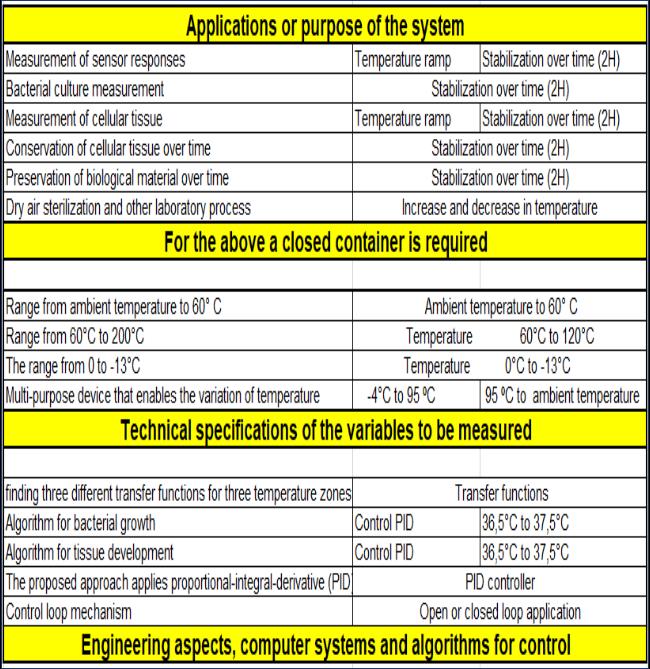 Applications or purpose of the system
Measurement of sensor responses Temperature ramp Stabilization over time (2H)
Bacterial culture measurement Stabilization over time (2H)
Measurement of cellular tissue Temperature ramp Stabilization over time (2H)
Conservation of cellular tissue over time Stabilization over time (2H)
Preservation of biological material over time Stabilization over time (2H)
Dry air sterilization and other laboratory process Increase and decrease in temperature
For the above a closed container is required
Range from ambient temperature to 60° C Ambient temperature to 60° C
Range from 60°C to 200°C Temperature 60°C to 120°C
The range from 0 to -13°C Temperature 0°C to -13°C
Multi-purpose device that enables the variation of temperature -4°C to 95 ºC 95 ºC to ambient temperature
Technical specifications of the variables to be measured
finding three different transfer functions for three temperature zones Transfer functions
Algorithm for bacterial growth Control PID 36,5°C to 37,5°C
Algorithm for tissue development Control PID 36,5°C to 37,5°C
The proposed approach applies proportional-integral-derivative (PID) PID controller
Control loop mechanism Open or closed loop application
Engineering aspects, computer systems and algorithms for control